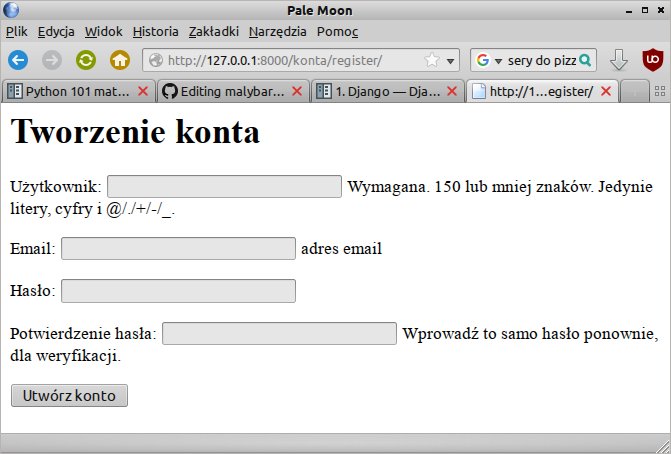 Pale Moon
Plik Edycja Widok Historia Zakładki Narzędzia Pomoc
http://127.0.0.1:8000/konta/register/ sery do pizz
Python 101 mat... Editing malybar... 1. Django — Dja... http://1...egister/
Tworzenie konta
Użytkownik: Wymagana. 150 lub mniej znaków. Jedynie
litery, cyfry i @/./+/-/_.
Email: adres email
Hasło:
Potwierdzenie hasła: Wprowadź to samo hasło ponownie,
dla weryfikacji.
Utwórz konto